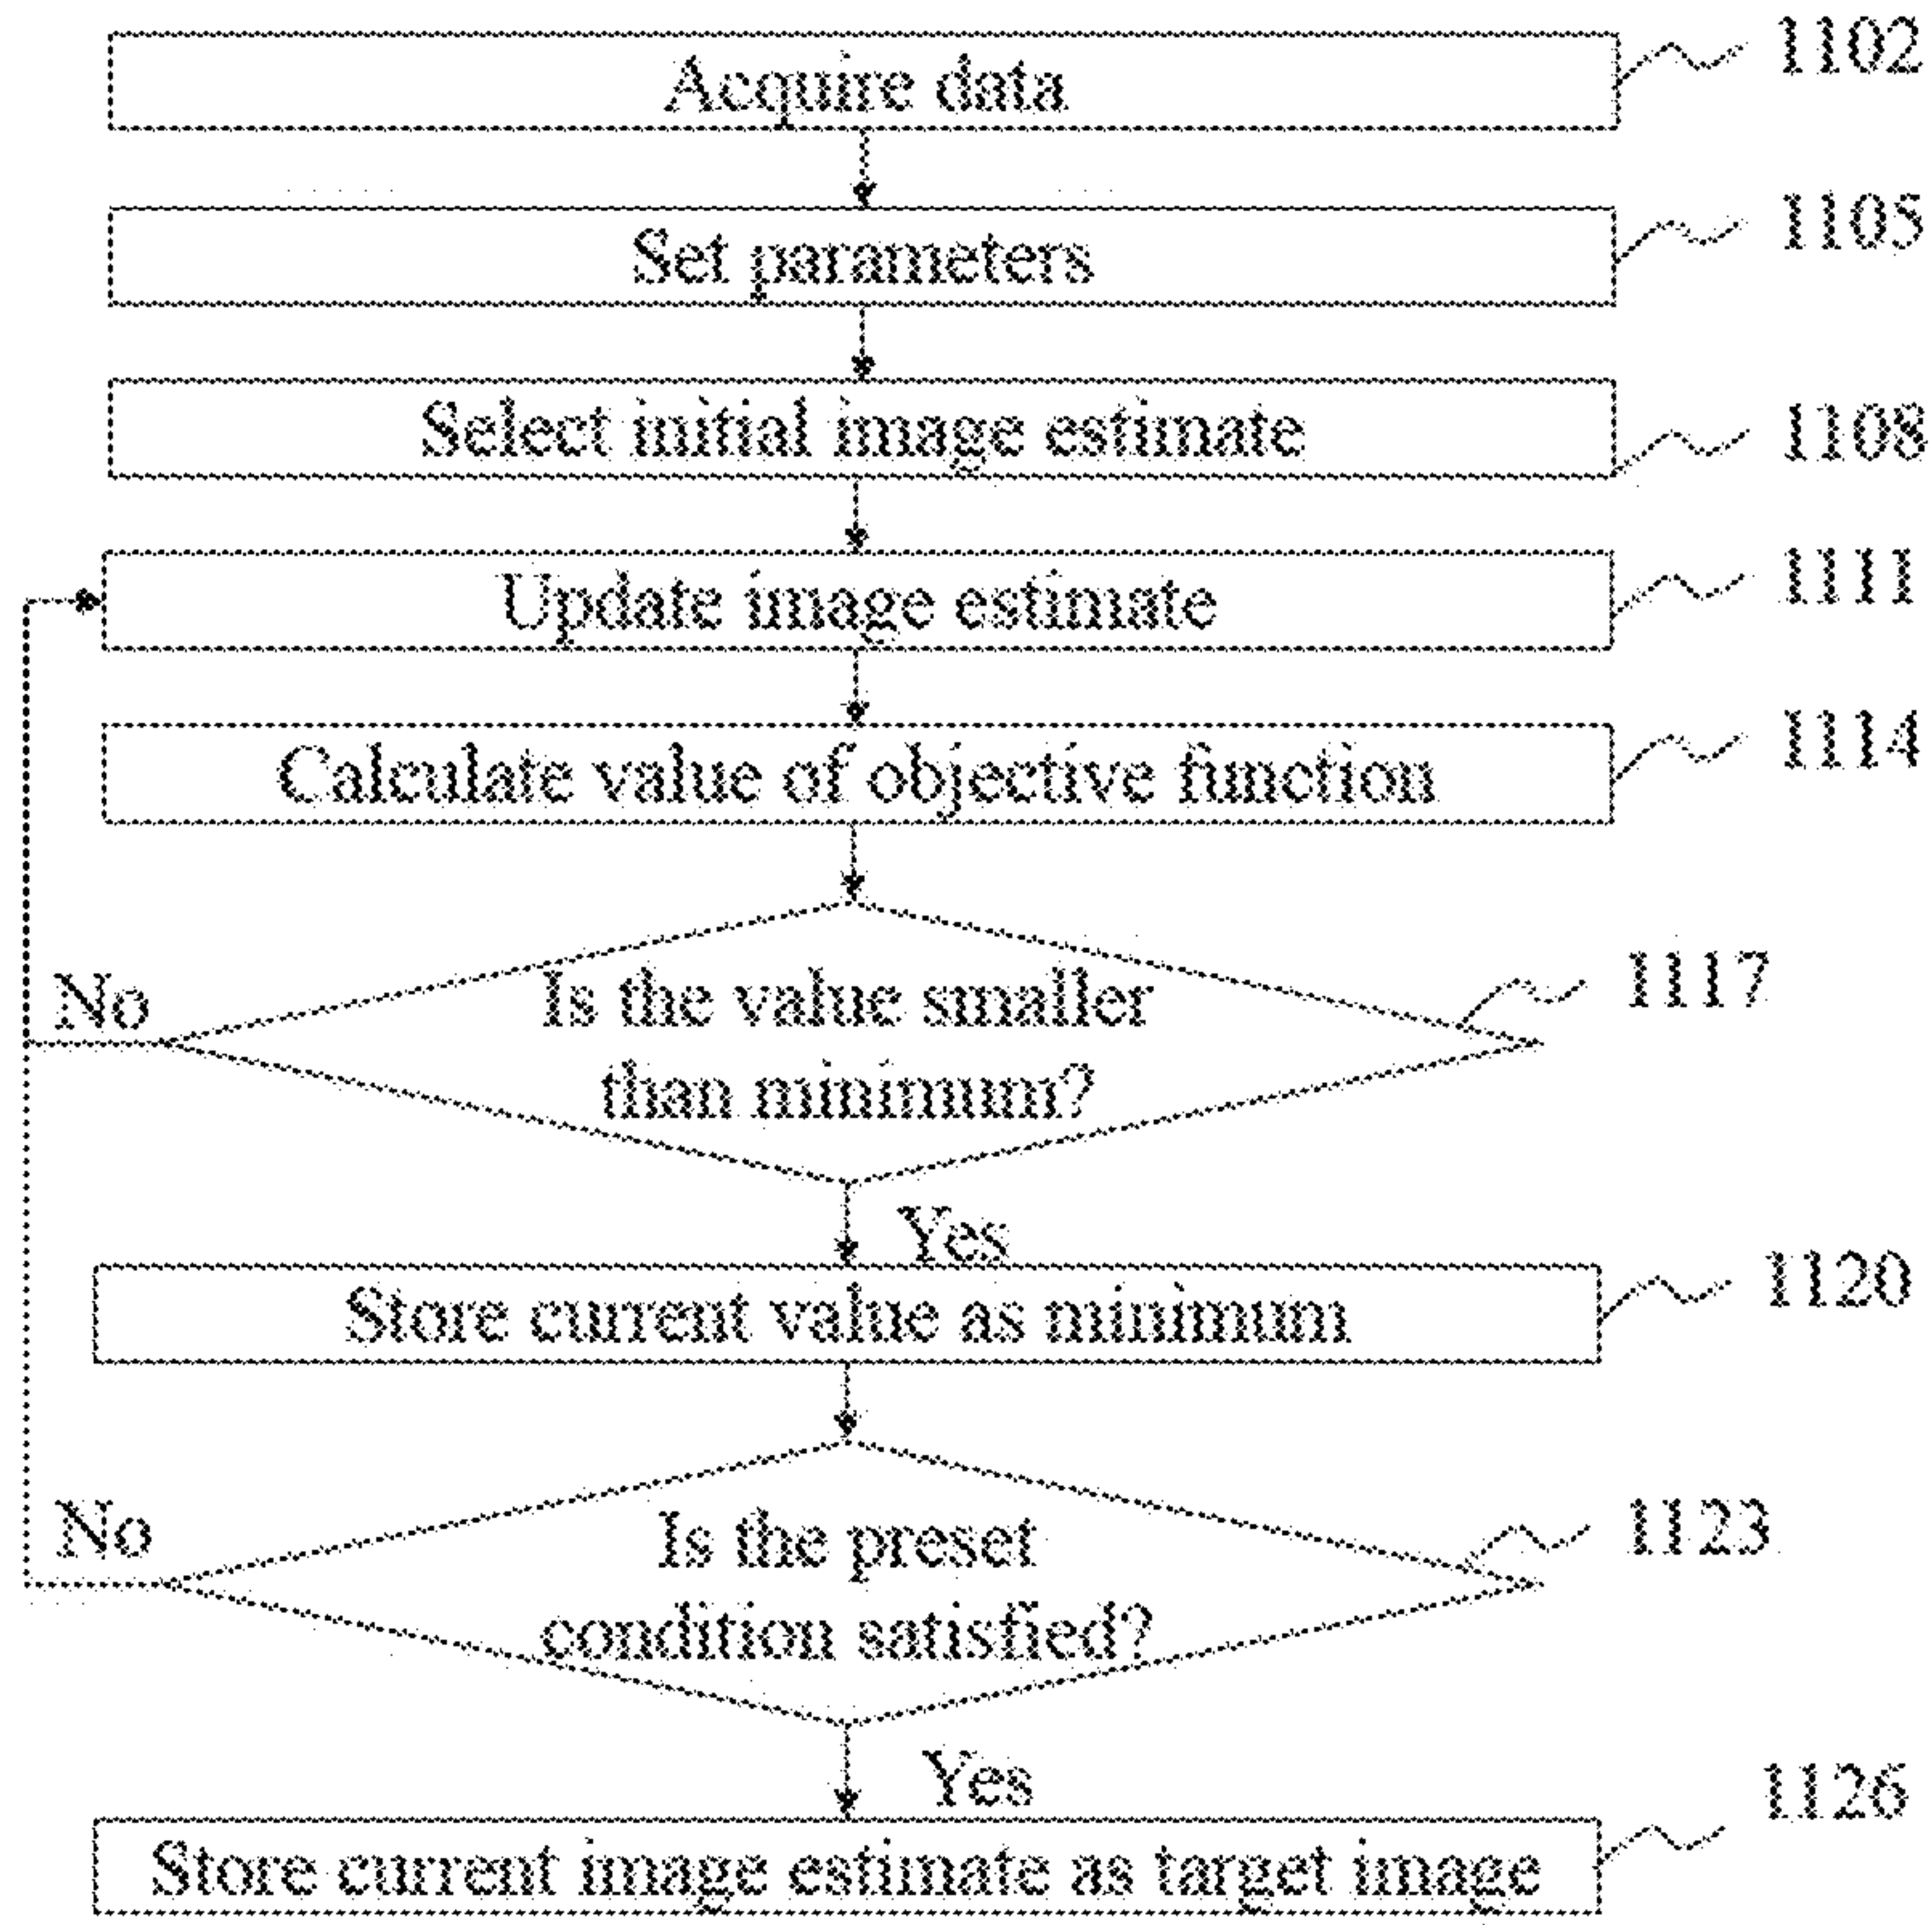 Acquire data
1102
Set parameters
1105
Select initial image estimate
1108
Update image estimate
1111
Calculate value of objective function
1114
Is the value smaller
than minimum?
1117
No
Yes
Store current value as minimum
1120
Is the preset
condition satisfied?
1123
No
Yes
Store current image estimate as target image
1126